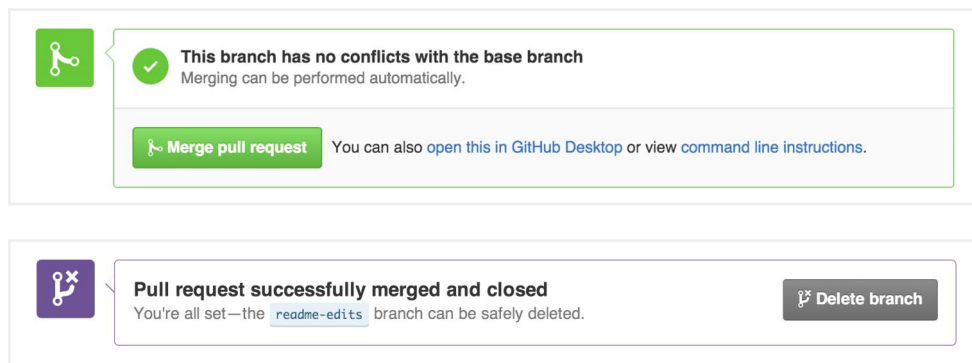 This branch has no conflicts with the base branch
Merging can be performed automatically.
Merge pull request You can also open this in GitHub Desktop or view command line instructions.
Pull request successfully merged and closed
You're all set—the readme-edits branch can be safely deleted.
Delete branch